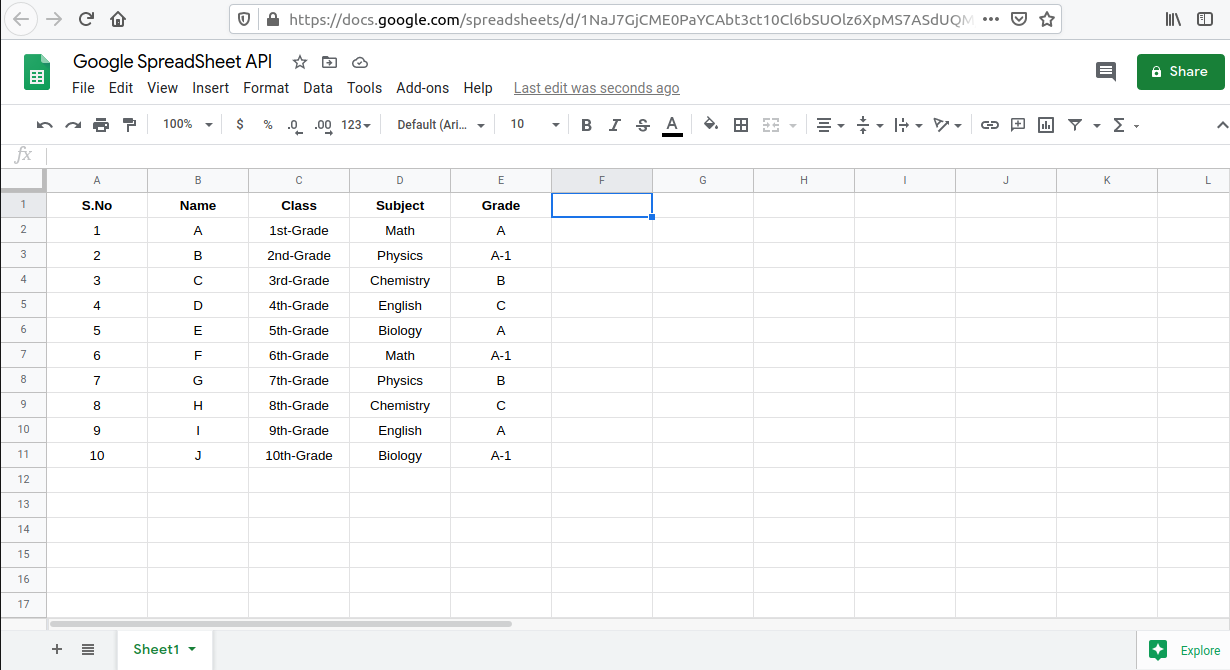 https://docs.google.com/spreadsheets/d/1NaJ7GjCME0PaYCAbt3ct10Cl6bSUOlz6XpMS7ASdUQM
Google SpreadSheet API
Share
File Edit View Insert Format Data Tools Add-ons Help Last edit was seconds ago
100% $ % .0 .00 123 Default (Ari... 10 B I S A Σ
fx
A B C D E F G H I J K L
1 S.No Name Class Subject Grade
2 1 A 1st-Grade Math A
3 2 B 2nd-Grade Physics A-1
4 3 C 3rd-Grade Chemistry B
5 4 D 4th-Grade English C
6 5 E 5th-Grade Biology A
7 6 F 6th-Grade Math A-1
8 7 G 7th-Grade Physics B
9 8 H 8th-Grade Chemistry C
10 9 I 9th-Grade English A
11 10 J 10th-Grade Biology A-1
12
13
14
15
16
17
Sheet1
Explore